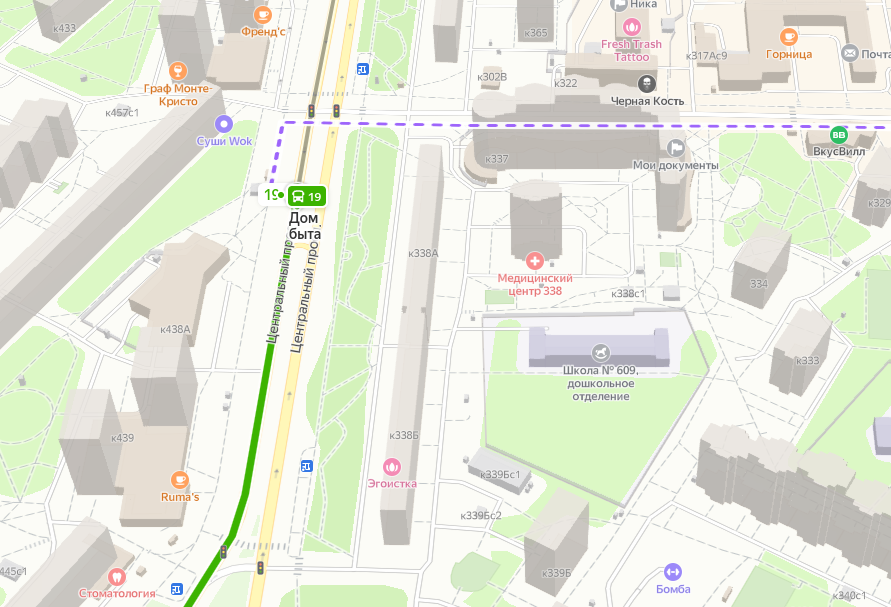 к433
Френд'с
Ника
к365
Fresh Trash
Tattoo
к317Ас9
Горница
Почта
Граф Монте-
Кристо
к302В
к322
Черная Кость
к457с1
Суши Wok
к337
Мои документы
ВкусВилл
19
19
к329
Дом
быта
Центральный про
Центральный прос
к338А
Медицинский
центр 338
к338с1
334
к438А
к333
Школа № 609,
дошкольное
отделение
к439
к338Б
Эгоистка
Ruma's
к339Бс1
к339Бс2
445с1
Стоматология
к339Б
Бомба
к340с1